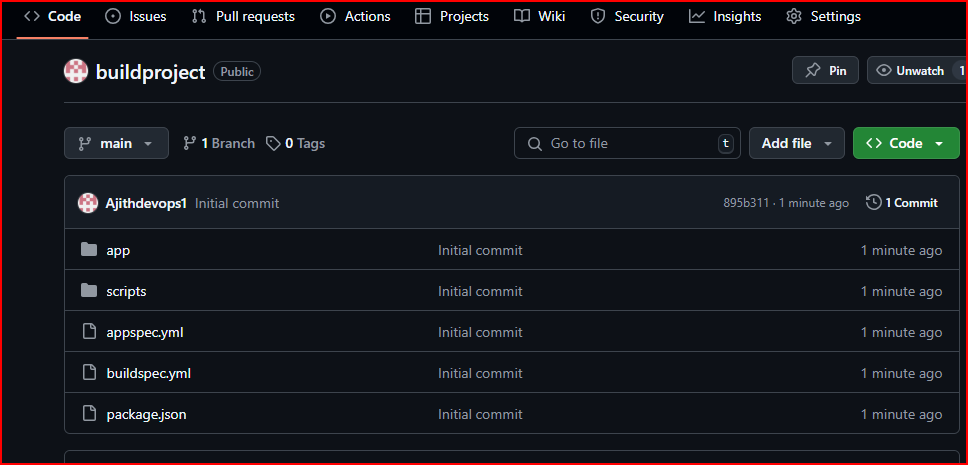 Code Issues Pull requests Actions Projects Wiki Security Insights Settings
buildproject Public Pin Unwatch 1
main 1 Branch 0 Tags Go to file t Add file Code
Ajithdevops1 Initial commit 895b311 · 1 minute ago 1 Commit
app Initial commit 1 minute ago
scripts Initial commit 1 minute ago
appspec.yml Initial commit 1 minute ago
buildspec.yml Initial commit 1 minute ago
package.json Initial commit 1 minute ago